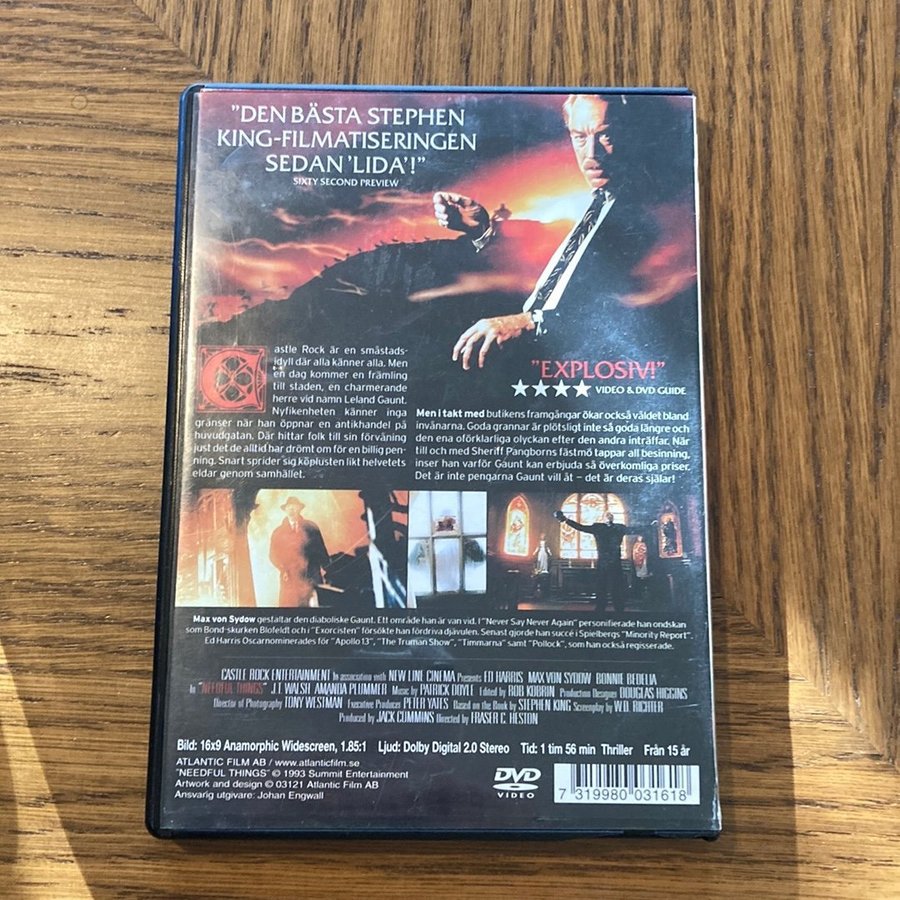 "DEN BÄSTA STEPHEN
KING-FILMATISERINGEN
SEDAN 'LIDA'!"
SIXTY SECOND PREVIEW
Castle Rock är en småstads-
idyll där alla känner alla. Men
en dag kommer en främling
till staden, en charmerande
herre vid namn Leland Gaunt.
Nyfikenheten känner inga
gränser när han öppnar en antikhandel på
huvudgatan. Där hittar folk till sin förvåning
just det de alltid har drömt om för en billig pen-
ning. Snart sprider sig köplusten likt helvetets
eldar genom samhället.
"EXPLOSIV!"
VIDEO & DVD GUIDE
Men i takt med butikens framgångar ökar också våldet bland
invånarna. Goda grannar är plötsligt inte så goda längre och
den ena oförklarliga olyckan efter den andra inträffar. När
till och med Sheriff Pangborns fästmö tappar all besinning,
inser han varför Gaunt kan erbjuda så överkomliga priser.
Det är inte pengarna Gaunt vill åt – det är deras själar!
Max von Sydow gestaltar den diaboliske Gaunt. Ett område han är van vid. I "Never Say Never Again" personifierade han ondskan
som Bond-skurken Blofeldt och i "Exorcisten" försökte han fördriva djävulen. Senast gjorde han succé i Spielbergs "Minority Report".
Ed Harris Oscarnominerades för "Apollo 13", "The Truman Show", "Timmarna" samt "Pollock", som han också regisserade.
CASTLE ROCK ENTERTAINMENT In association with NEW LINE CINEMA Presents ED HARRIS MAX VON SYDOW BONNIE BEDELIA
In "NEEDFUL THINGS" J.T. WALSH AMANDA PLUMMER Music by PATRICK DOYLE Edited by ROB KOBRIN Production Designer DOUGLAS HIGGINS
Director of Photography TONY WESTMAN Executive Producer PETER YATES Based on the Book by STEPHEN KING Screenplay by W.D. RICHTER
Produced by JACK CUMMINS Directed by FRASER C. HESTON
Bild: 16x9 Anamorphic Widescreen, 1.85:1 Ljud: Dolby Digital 2.0 Stereo Tid: 1 tim 56 min Thriller Från 15 år
ATLANTIC FILM AB / www.atlanticfilm.se
"NEEDFUL THINGS" © 1993 Summit Entertainment
Artwork and design © 03121 Atlantic Film AB
Ansvarig utgivare: Johan Engwall
DVD
VIDEO
7 319980 031618